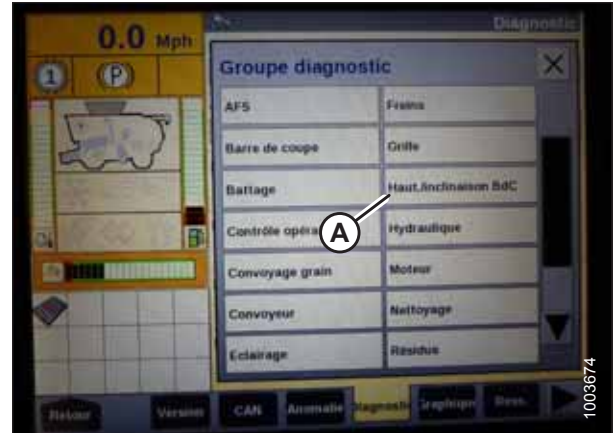 0.0 Mph
Diagnostic
1
(P)
Groupe diagnostic
AFS
Freins
Barre de coupe
Grille
Battage
Haut./inclinaison BdC
Contrôle opéra
A
Hydraulique
Convoyage grain
Moteur
Convoyeur
Nettoyage
Eclairage
Résidus
Retour
Version
CAN
Anomalie
Diagnostic
Graphique
Ress.
1003674